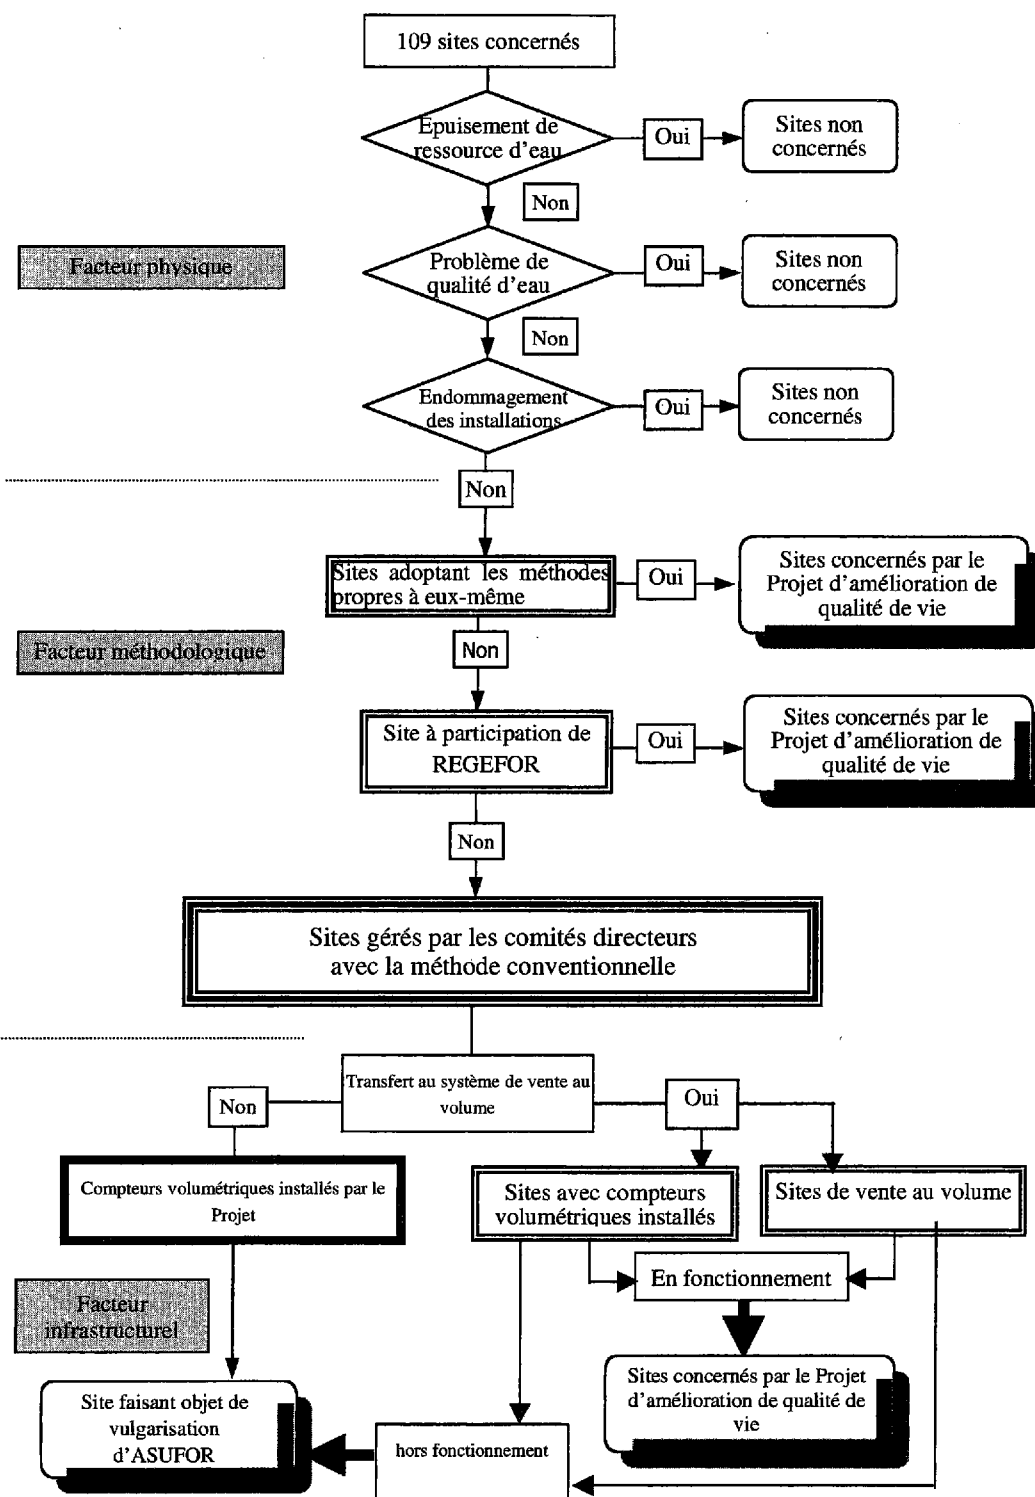 109 sites concernés
Epuisement de
ressource d'eau
Oui
Sites non
concernés
Non
Facteur physique
Problème de
qualité d'eau
Oui
Sites non
concernés
Non
Endommagement
des installations
Oui
Sites non
concernés
Non
Sites adoptant les méthodes
propres à eux-même
Oui
Sites concernés par le
Projet d'amélioration de
qualité de vie
Facteur méthodologique
Non
Site à participation de
REGEFOR
Oui
Sites concernés par le
Projet d'amélioration de
qualité de vie
Non
Sites gérés par les comités directeurs
avec la méthode conventionnelle
Transfert au système de vente au
volume
Non
Oui
Compteurs volumétriques installés par le
Projet
Sites avec compteurs
volumétriques installés
Sites de vente au volume
En fonctionnement
Facteur
infrastructurel
Sites concernés par le Projet
d'amélioration de qualité de
vie
Site faisant objet de
vulgarisation
d'ASUFOR
hors fonctionnement